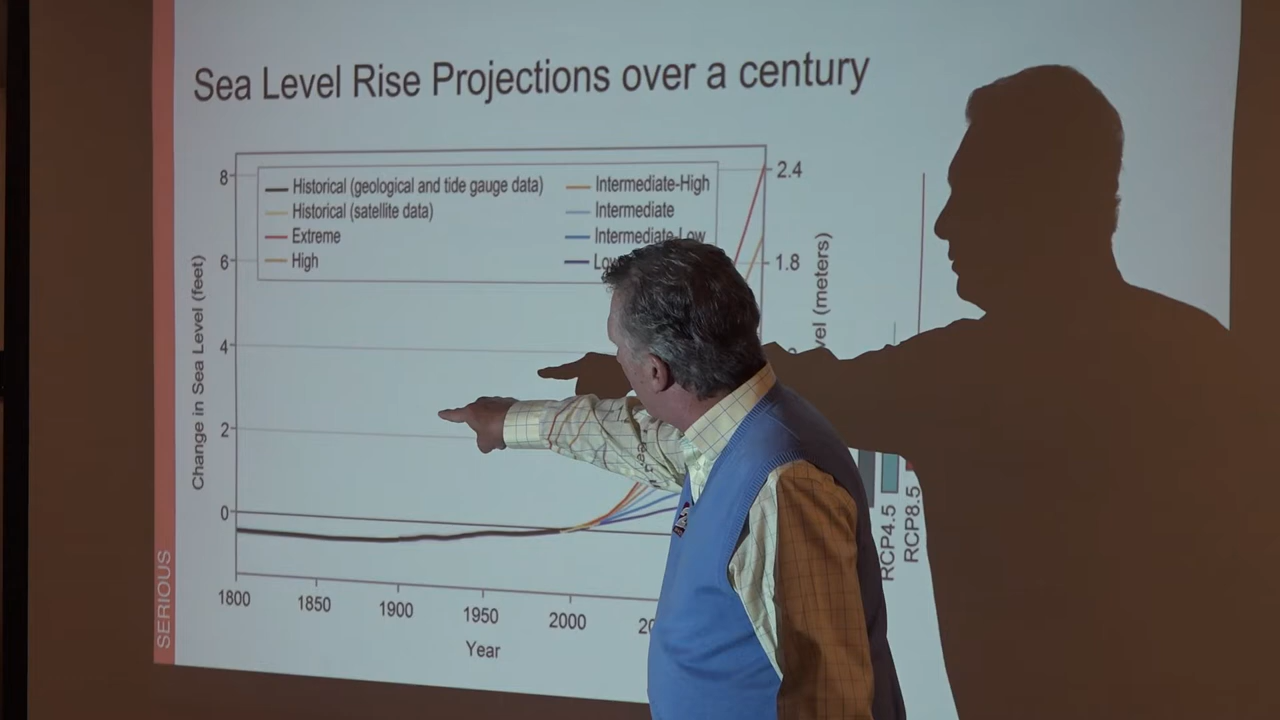 Sea Level Rise Projections over a century
Historical (geological and tide gauge data)
Historical (satellite data)
Extreme
High
Intermediate-High
Intermediate
Intermediate-Low
8
6
4
2
0
Change in Sea Level (feet)
2.4
1.8
(meters)
1800
1850
1900
1950
2000
Year
RCP4.5
RCP8.5
SERIOUS